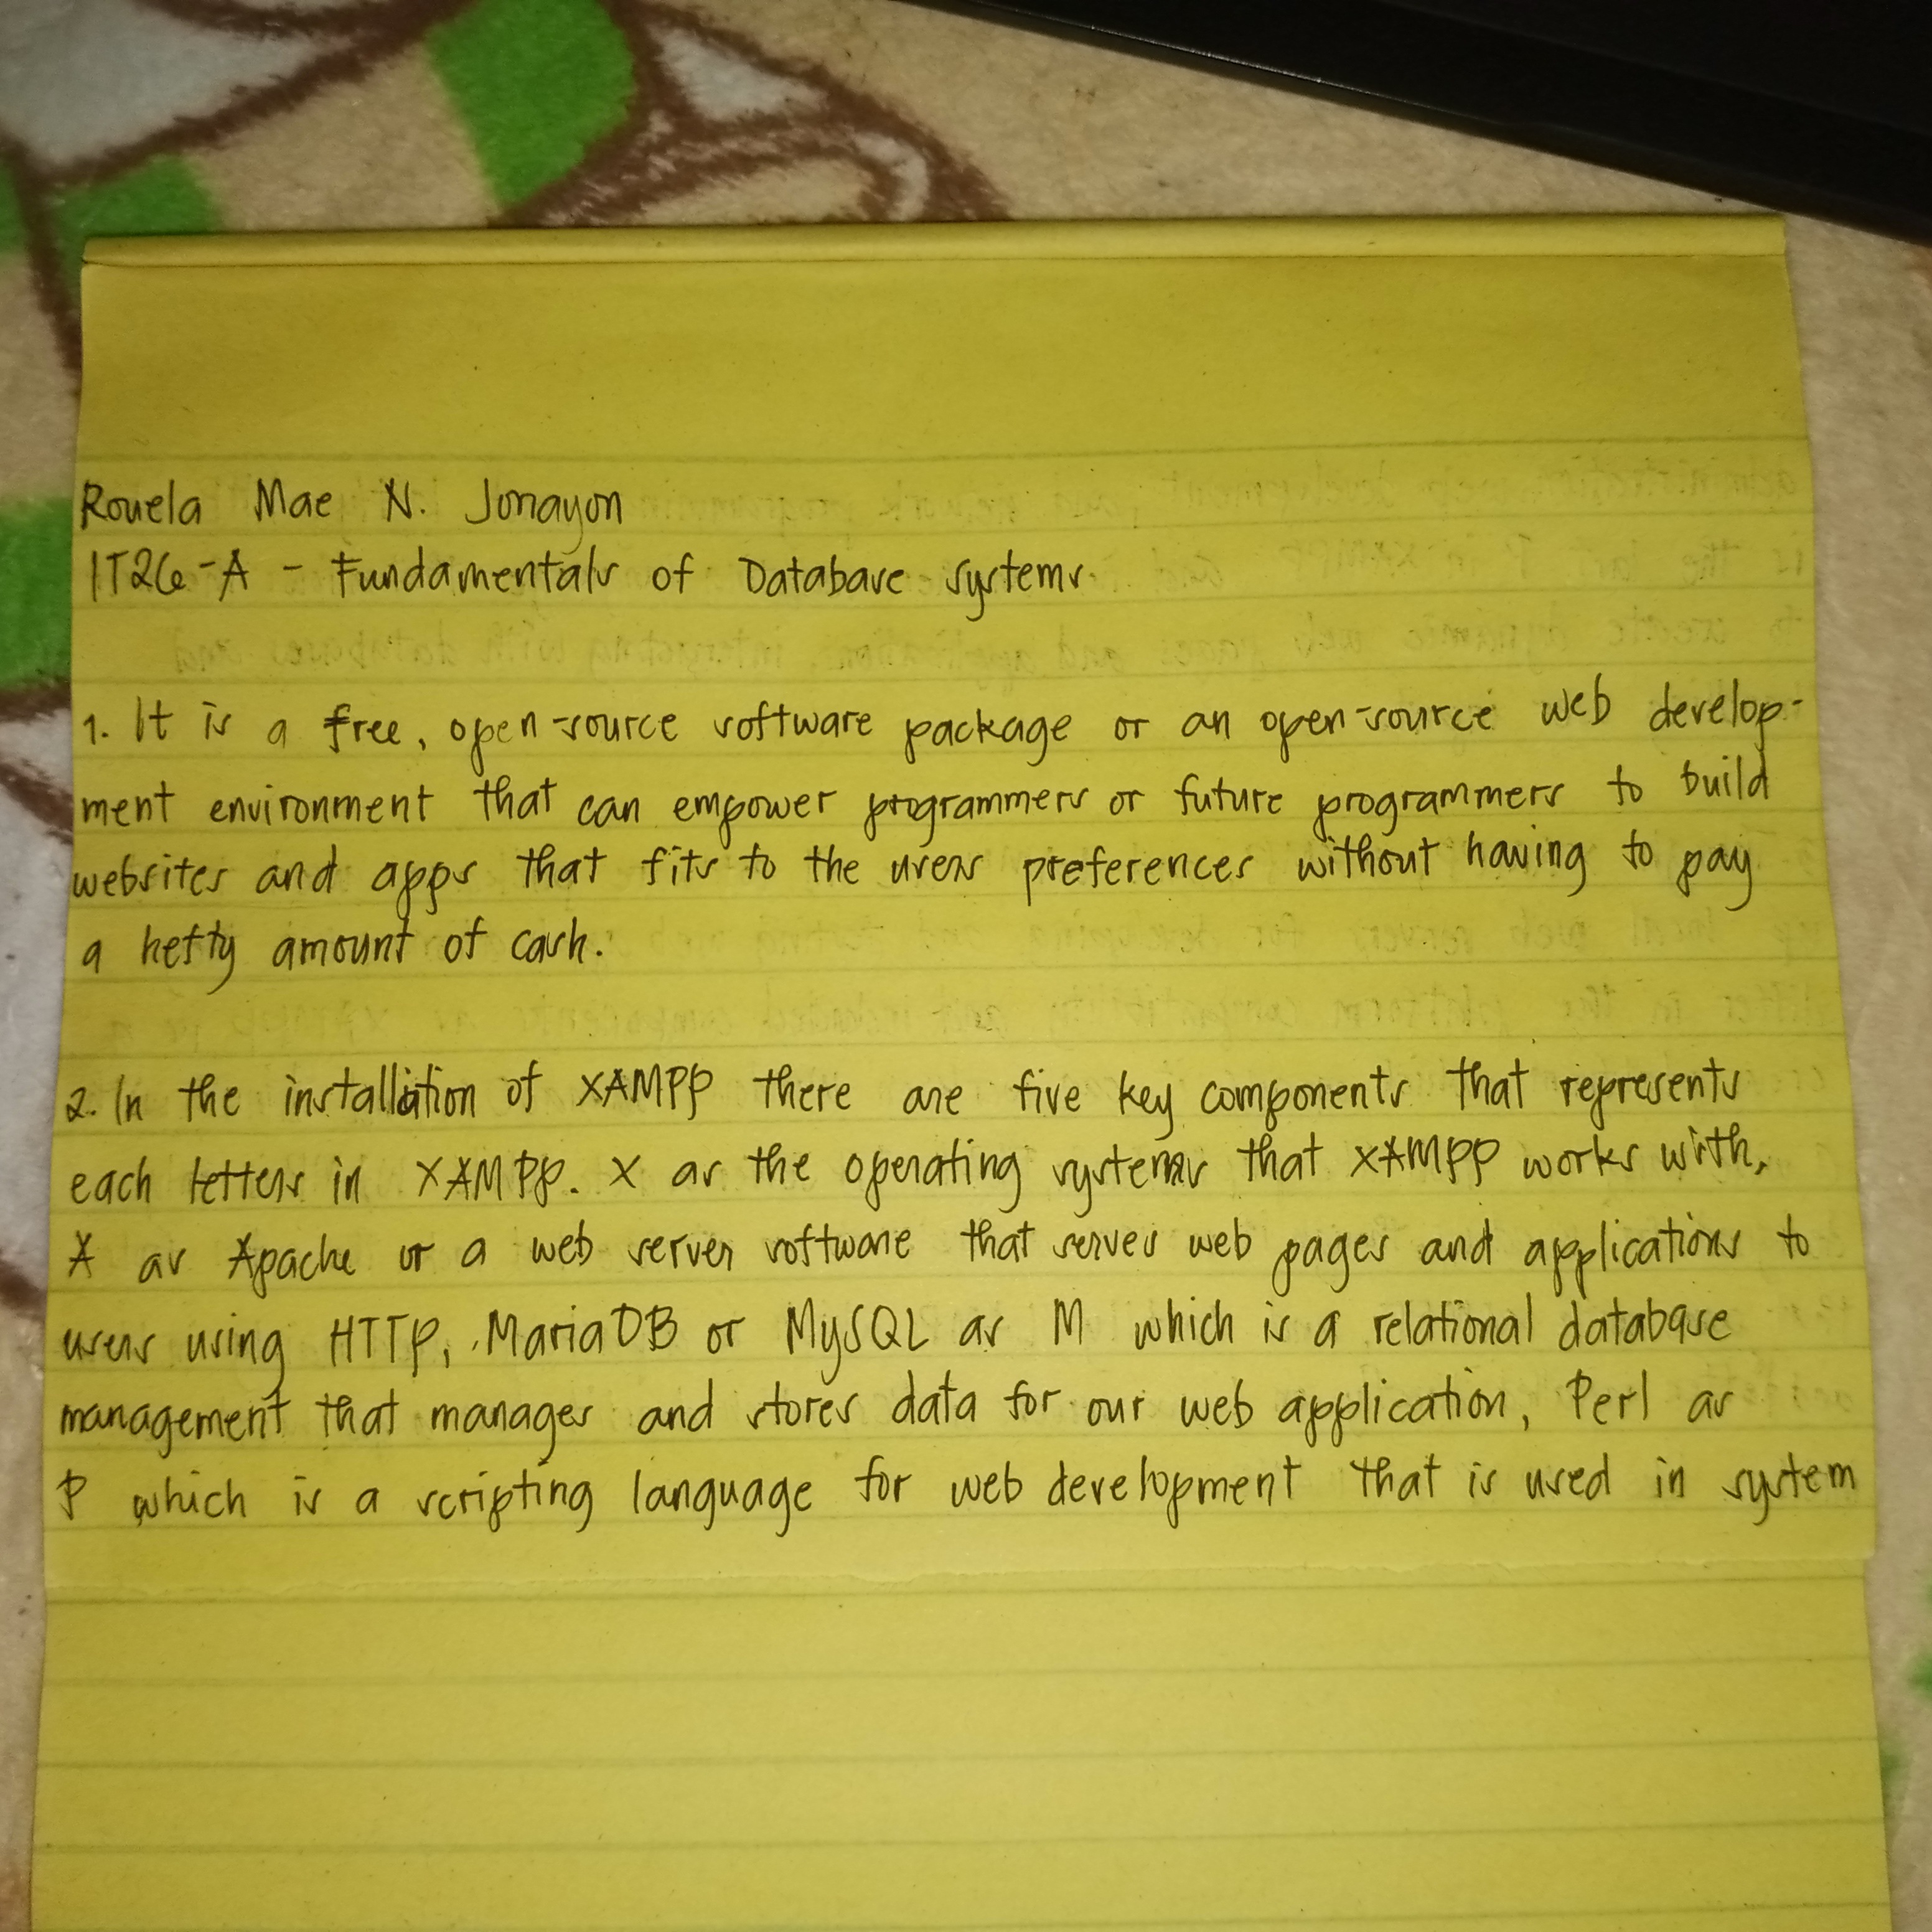 Rouela Mae N. Jonayon
IT26-A - Fundamentals of Database Systems.
1. It is a free, open-source software package or an open-source web develop-
ment environment that can empower programmers or future programmers to build
websites and apps that fits to the users preferences without having to pay
a hefty amount of cash.
2. In the installation of XAMPP there are five key components that represents
each letters in XAMPP. X as the operating systems that XAMPP works with,
A as Apache or a web server software that serves web pages and applications to
users using HTTP, MariaDB or MySQL as M which is a relational database
management that manages and stores data for our web application, Perl as
P which is a scripting language for web development that is used in system